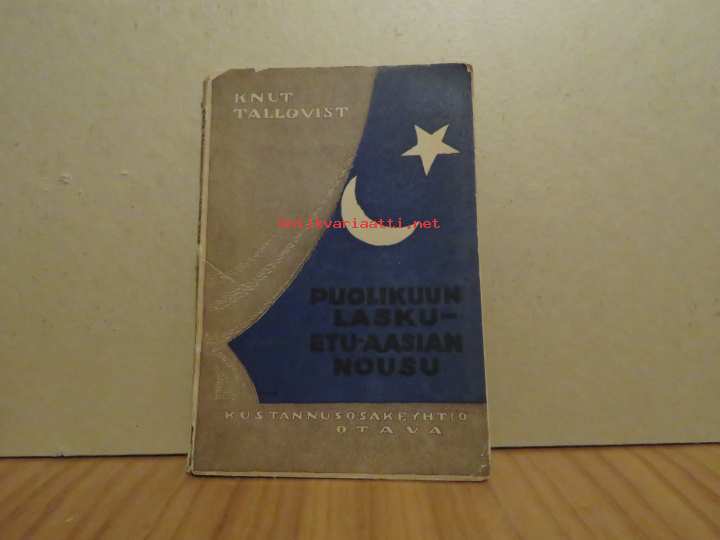 KNUT
TALLQVIST
antikvariaatti.net
PUOLIKUUN
LASKU-
ETU-AASIAN
NOUSU
KUSTANNUSOSAKEYHTIÖ
OTAVA